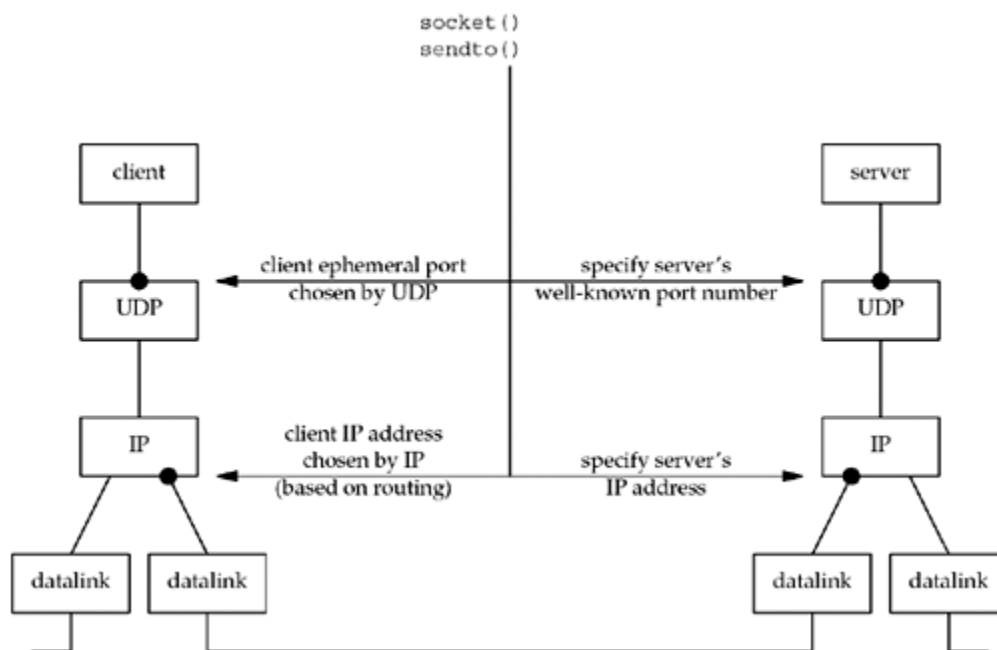 socket()
sendto()
client
server
client ephemeral port
chosen by UDP
specify server's
well-known port number
UDP
UDP
IP
client IP address
chosen by IP
(based on routing)
specify server's
IP address
IP
datalink
datalink
datalink
datalink